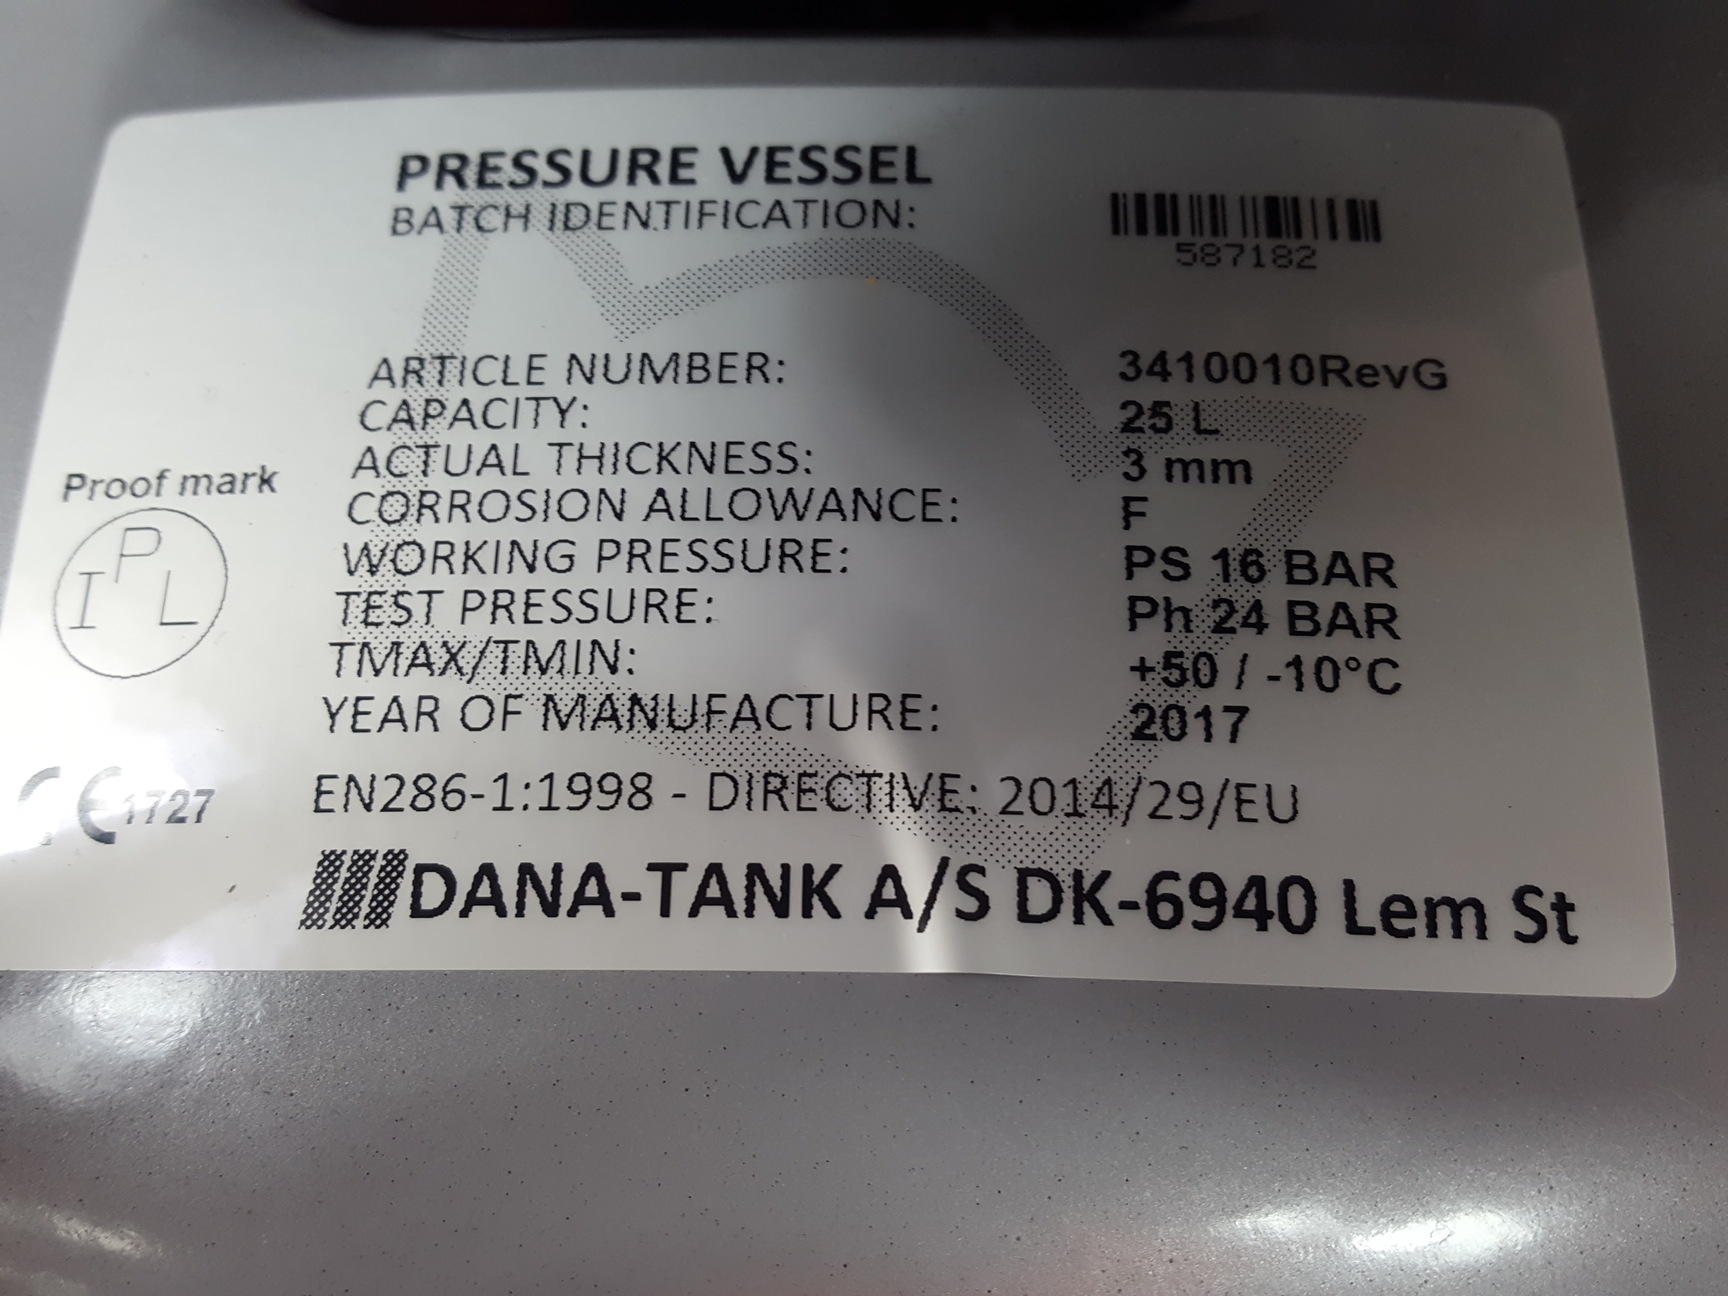 PRESSURE VESSEL
BATCH IDENTIFICATION:
587182
ARTICLE NUMBER: 3410010RevG
CAPACITY: 25 L
ACTUAL THICKNESS: 3 mm
CORROSION ALLOWANCE: F
WORKING PRESSURE: PS 16 BAR
TEST PRESSURE: Ph 24 BAR
TMAX/TMIN: +50 / -10°C
YEAR OF MANUFACTURE: 2017
Proof mark
IPL
CE 1727
EN286-1:1998 - DIRECTIVE: 2014/29/EU
DANA-TANK A/S DK-6940 Lem St